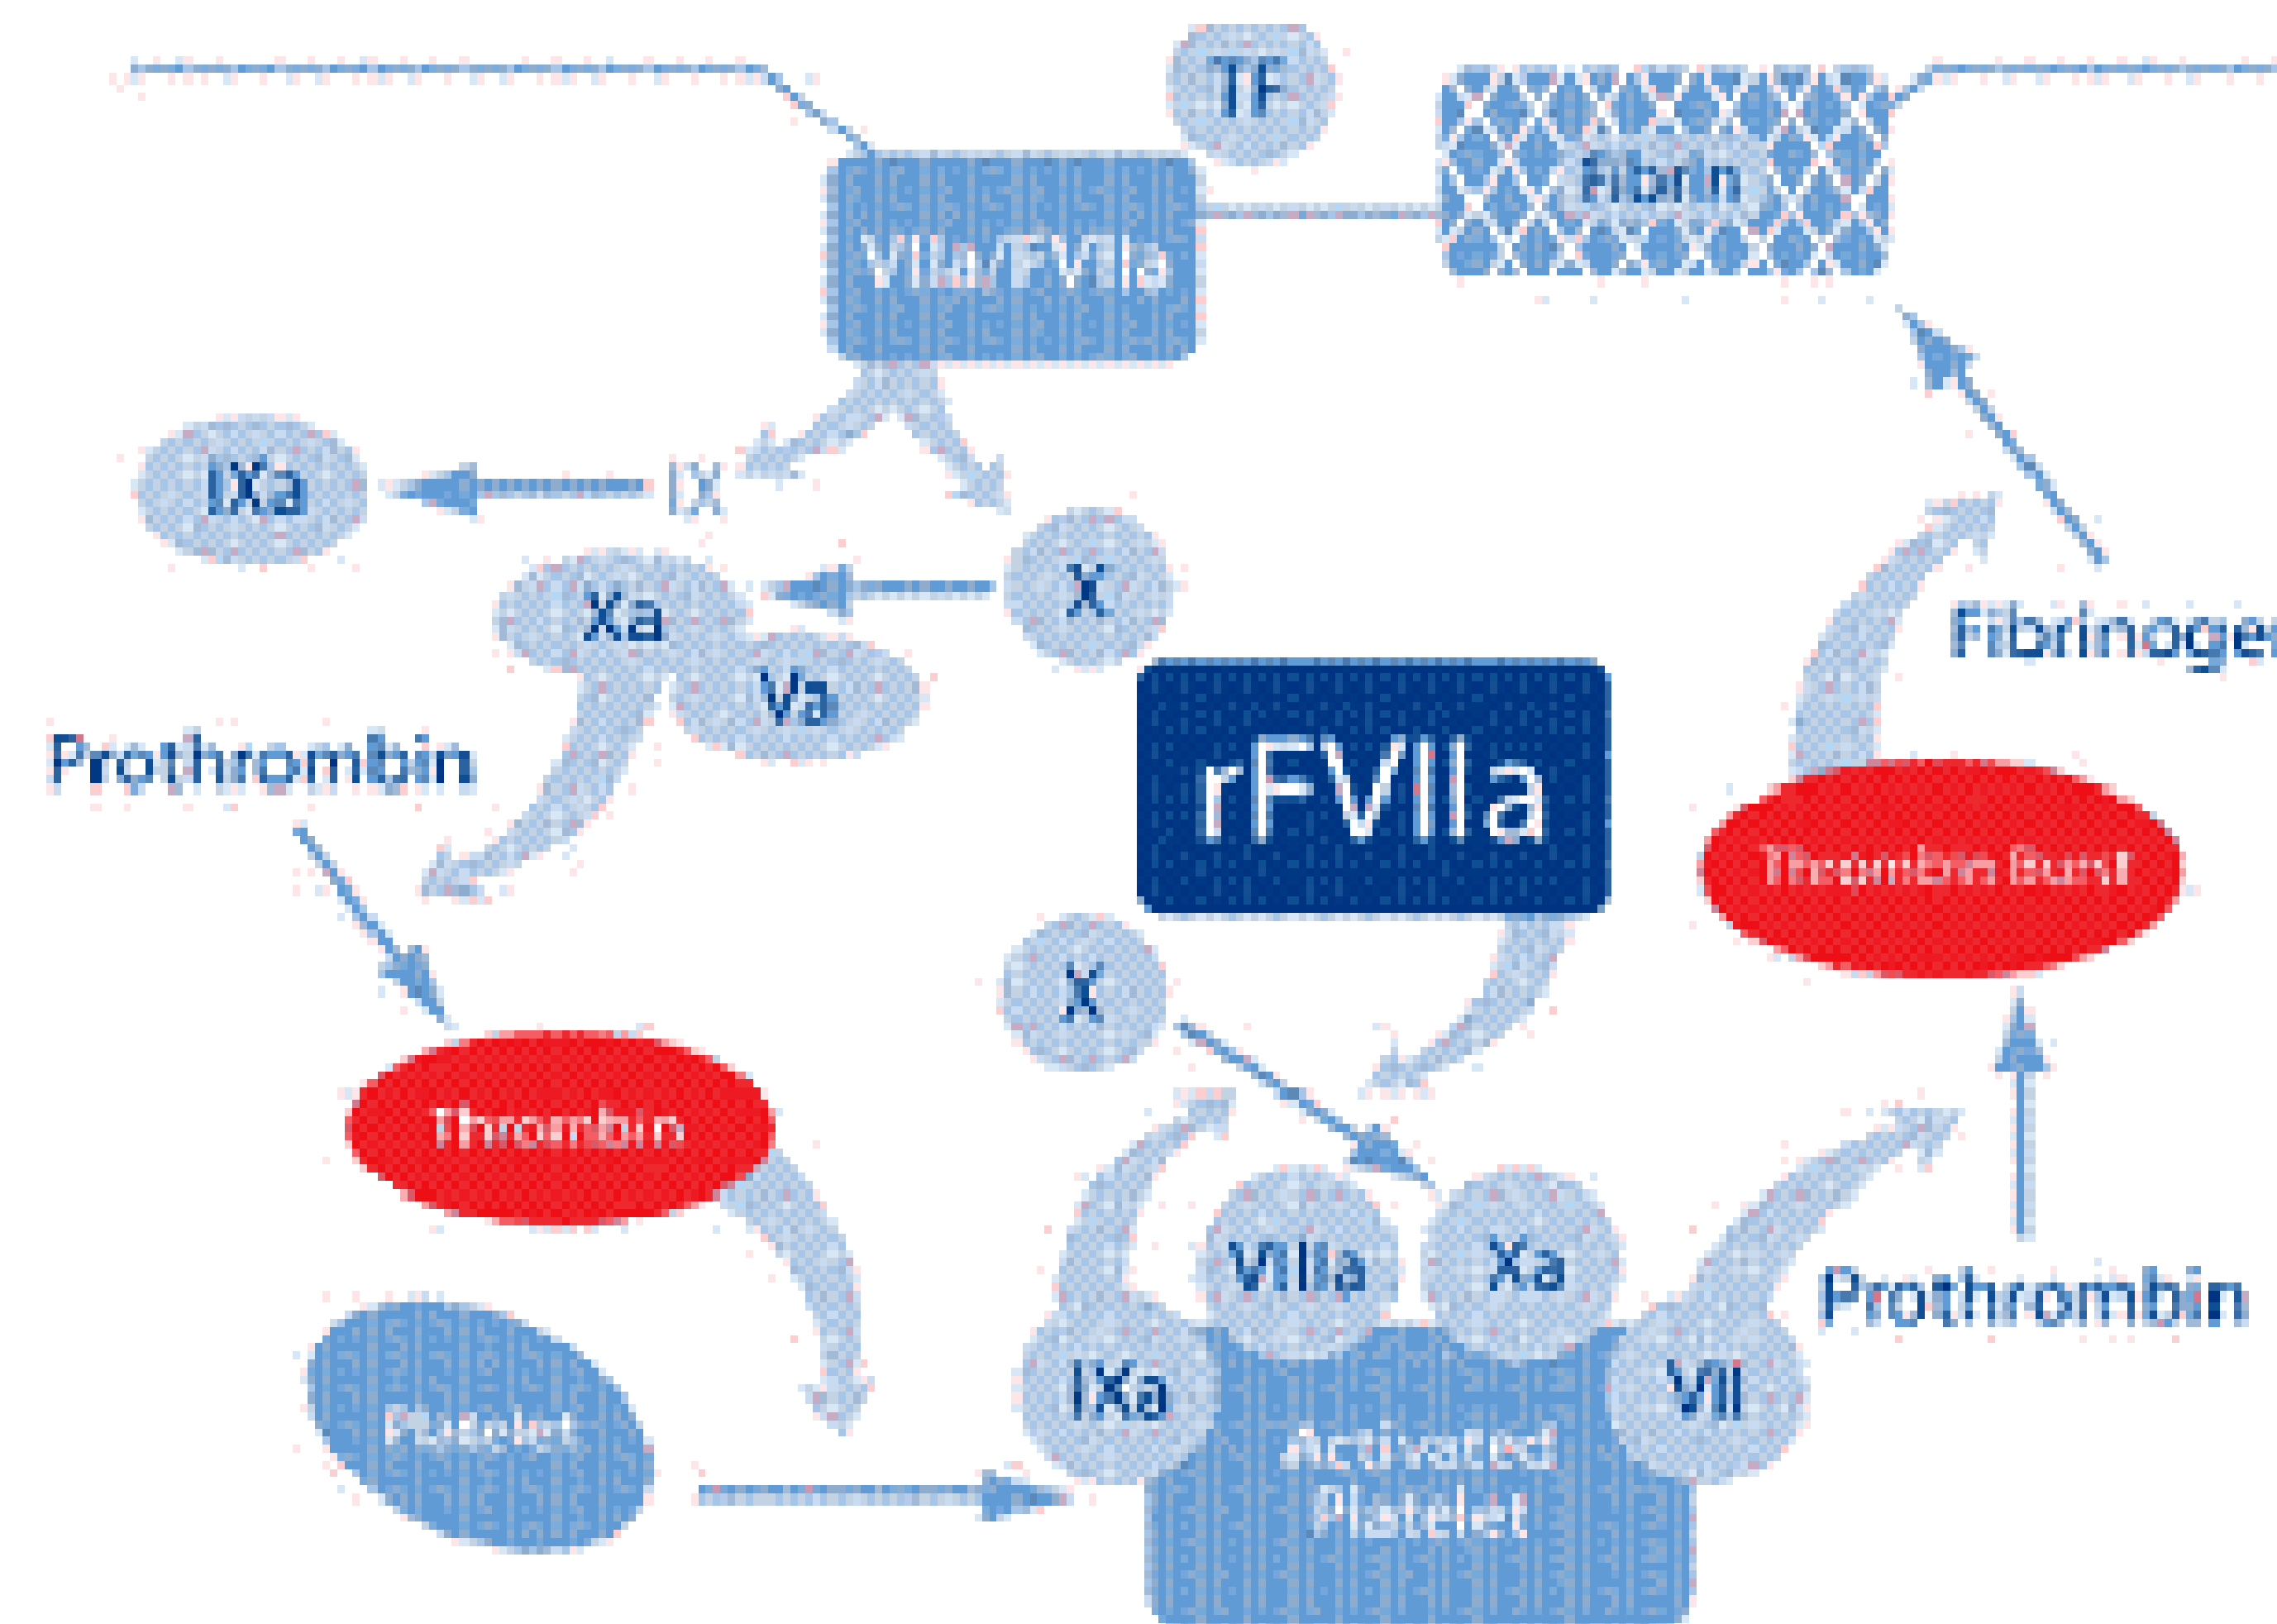 TF
Fibrin
VIIa/rFVIIa
IXa
IX
X
Xa
Va
Fibrinoge
Prothrombin
rFVIIa
Thrombin Burst
X
Thrombin
VIIIa
Xa
Prothrombin
IXa
VII
Platelet
Activated
Platelet